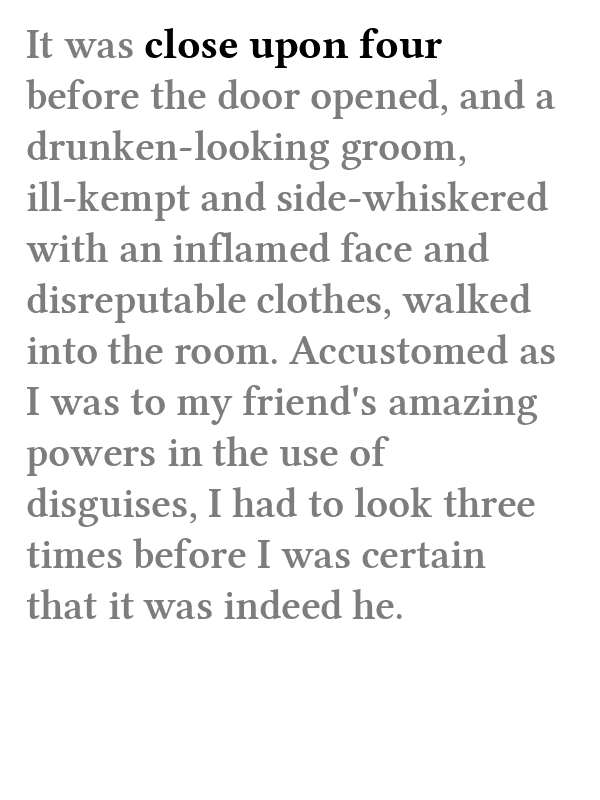 It was close upon four
before the door opened, and a
drunken-looking groom,
ill-kempt and side-whiskered
with an inflamed face and
disreputable clothes, walked
into the room. Accustomed as
I was to my friend's amazing
powers in the use of
disguises, I had to look three
times before I was certain
that it was indeed he.